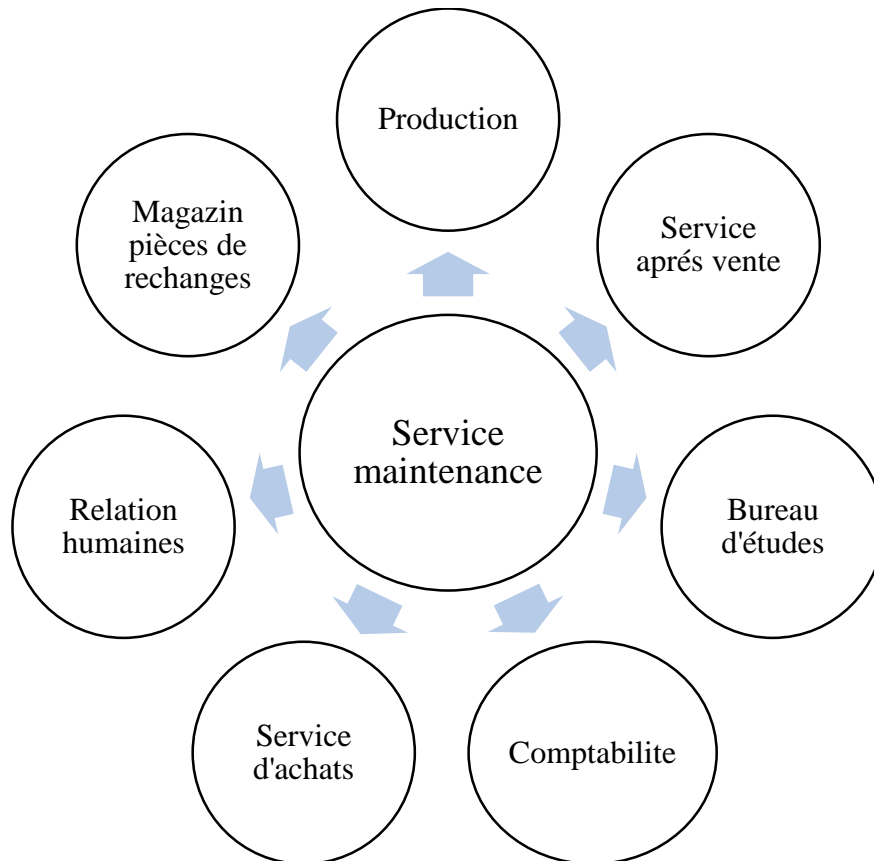 Production
Magazin
pièces de
rechanges
Service
aprés vente
Service
maintenance
Relation
humaines
Bureau
d'études
Service
d'achats
Comptabilite